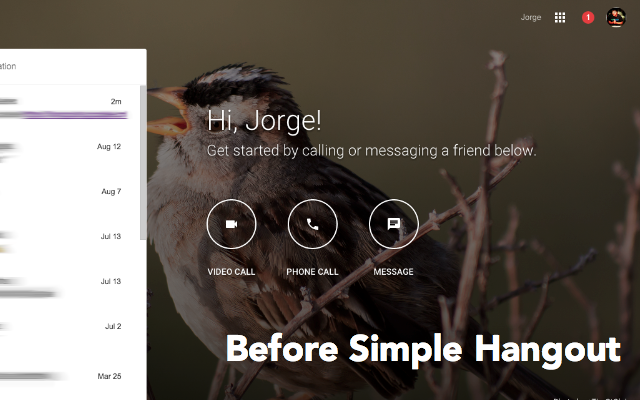 Jorge
1
ation
2m
Aug 12
Aug 7
Jul 13
Jul 13
Jul 2
Mar 25
Hi, Jorge!
Get started by calling or messaging a friend below.
VIDEO CALL
PHONE CALL
MESSAGE
Before Simple Hangout